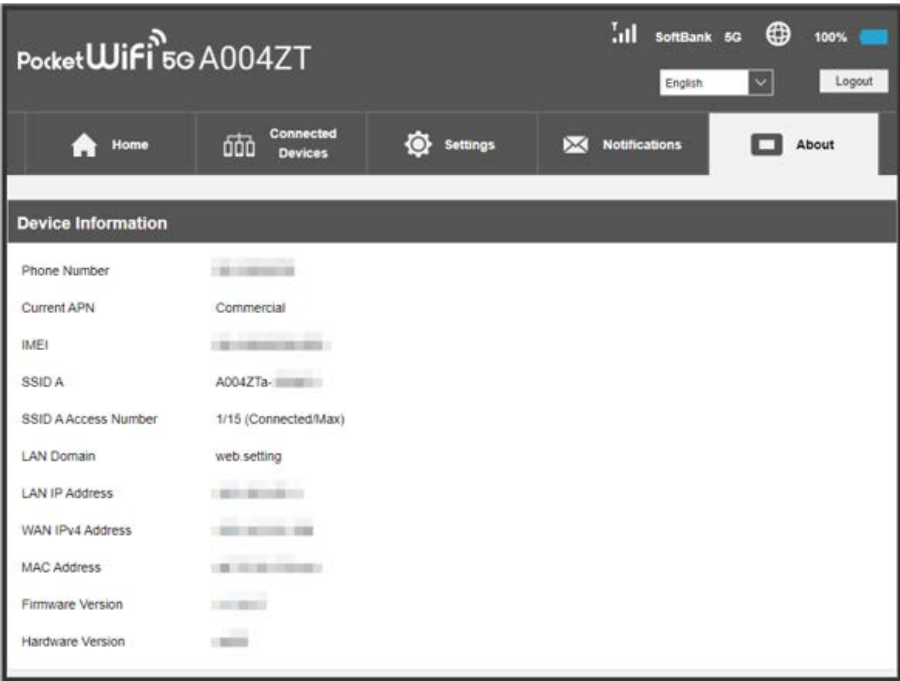 PocketWiFi 5G A004ZT
SoftBank 5G 100%
English
Logout
Home
Connected Devices
Settings
Notifications
About
Device Information
Phone Number
Current APN Commercial
IMEI
SSID A A004ZTa-
SSID A Access Number 1/15 (Connected/Max)
LAN Domain web.setting
LAN IP Address
WAN IPv4 Address
MAC Address
Firmware Version
Hardware Version